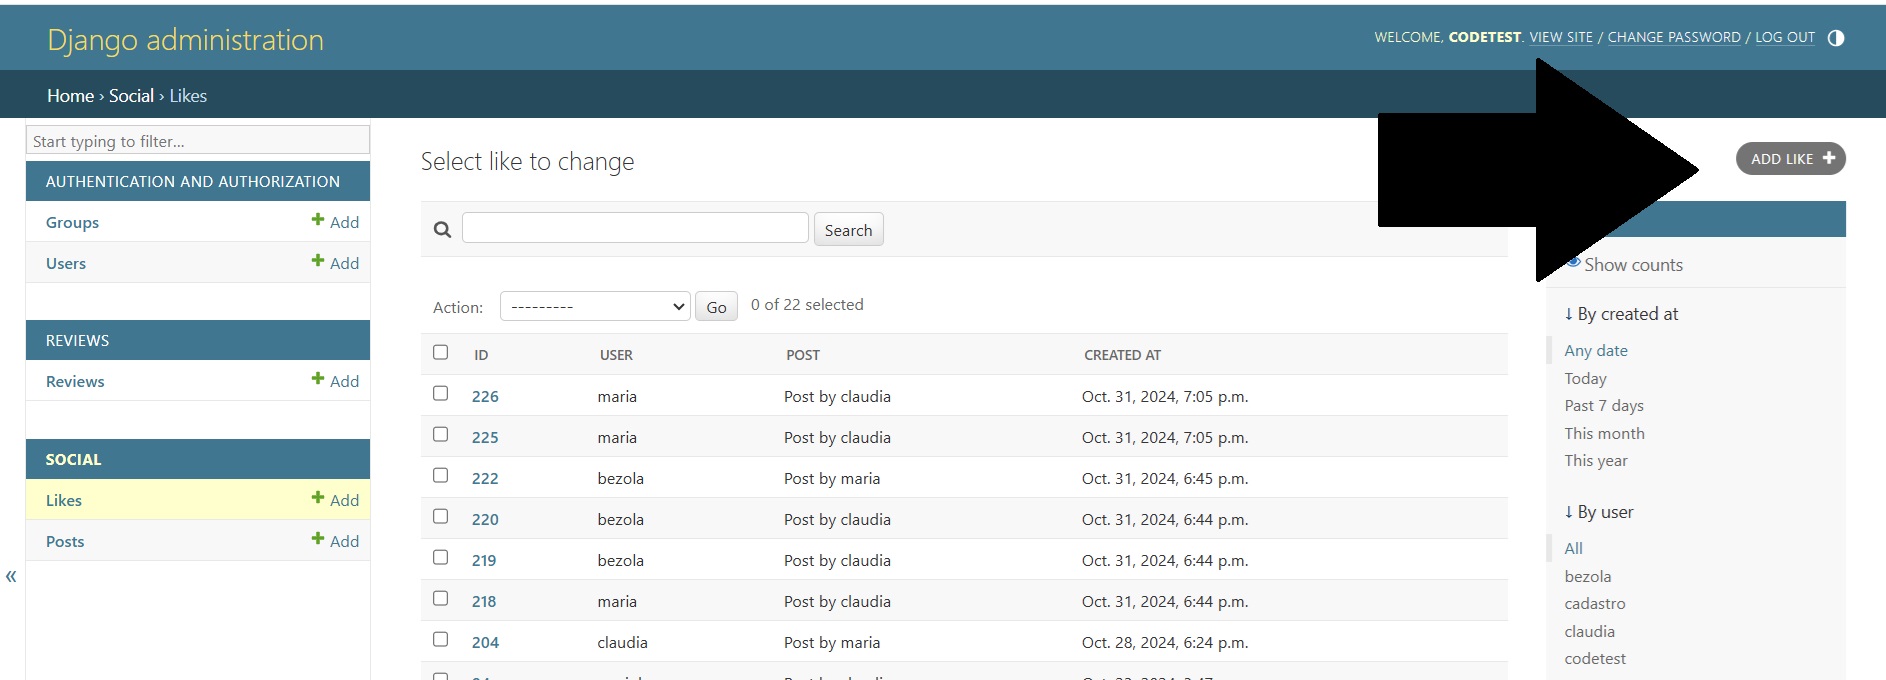 Django administration
WELCOME, CODETEST. VIEW SITE / CHANGE PASSWORD / LOG OUT
Home › Social › Likes
Start typing to filter...
AUTHENTICATION AND AUTHORIZATION
Groups + Add
Users + Add
REVIEWS
Reviews + Add
SOCIAL
Likes + Add
Posts + Add
«
Select like to change
ADD LIKE +
Search
Action: --------- Go 0 of 22 selected
ID USER POST CREATED AT
226 maria Post by claudia Oct. 31, 2024, 7:05 p.m.
225 maria Post by claudia Oct. 31, 2024, 7:05 p.m.
222 bezola Post by maria Oct. 31, 2024, 6:45 p.m.
220 bezola Post by claudia Oct. 31, 2024, 6:44 p.m.
219 bezola Post by claudia Oct. 31, 2024, 6:44 p.m.
218 maria Post by claudia Oct. 31, 2024, 6:44 p.m.
204 claudia Post by maria Oct. 28, 2024, 6:24 p.m.
Show counts
↓ By created at
Any date
Today
Past 7 days
This month
This year
↓ By user
All
bezola
cadastro
claudia
codetest